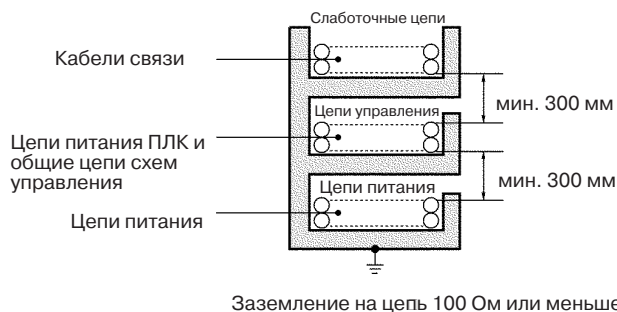 Слаботочные цепи
Кабели связи
мин. 300 мм
Цепи управления
Цепи питания ПЛК и
общие цепи схем
управления
мин. 300 мм
Цепи питания
Цепи питания
Заземление на цепь 100 Ом или меньше